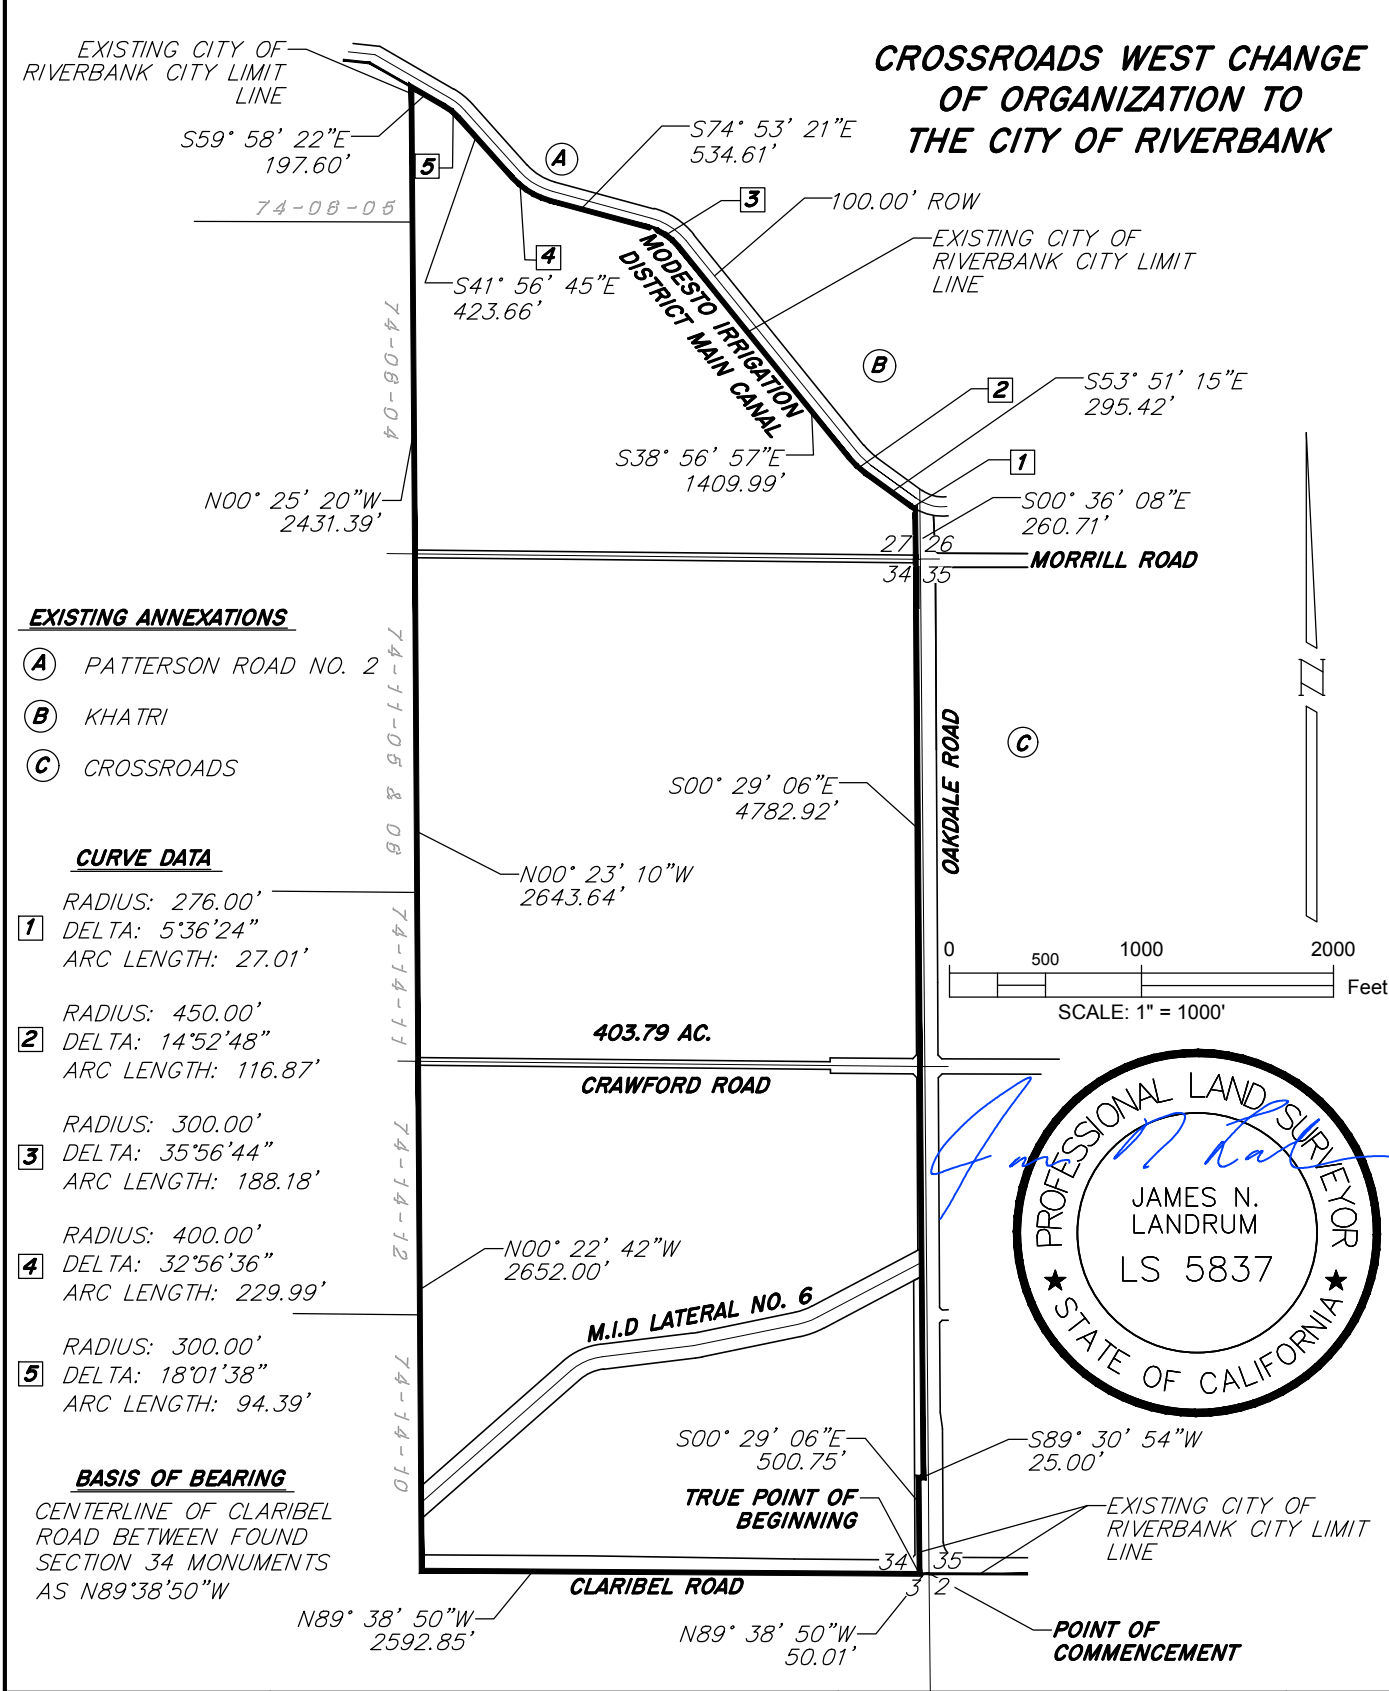 CROSSROADS WEST CHANGE
OF ORGANIZATION TO
THE CITY OF RIVERBANK
EXISTING CITY OF
RIVERBANK CITY LIMIT
LINE
S59° 58' 22"E
197.60'
5
A
S74° 53' 21"E
534.61'
3
100.00' ROW
74-06-05
4
EXISTING CITY OF
RIVERBANK CITY LIMIT
LINE
S41° 56' 45"E
423.66'
MODESTO IRRIGATION
DISTRICT MAIN CANAL
74-06-04
B
S53° 51' 15"E
295.42'
2
S38° 56' 57"E
1409.99'
1
N00° 25' 20"W
2431.39'
S00° 36' 08"E
260.71'
27 26
34 35
MORRILL ROAD
EXISTING ANNEXATIONS
A PATTERSON ROAD NO. 2
B KHATRI
C CROSSROADS
74-11-05 & 06
OAKDALE ROAD
C
S00° 29' 06"E
4782.92'
N00° 23' 10"W
2643.64'
CURVE DATA
RADIUS: 276.00'
1 DELTA: 5°36'24"
ARC LENGTH: 27.01'
RADIUS: 450.00'
2 DELTA: 14°52'48"
ARC LENGTH: 116.87'
RADIUS: 300.00'
3 DELTA: 35°56'44"
ARC LENGTH: 188.18'
RADIUS: 400.00'
4 DELTA: 32°56'36"
ARC LENGTH: 229.99'
RADIUS: 300.00'
5 DELTA: 18°01'38"
ARC LENGTH: 94.39'
74-14-11
0 500 1000 2000
Feet
SCALE: 1" = 1000'
403.79 AC.
CRAWFORD ROAD
74-14-12
N00° 22' 42"W
2652.00'
M.I.D LATERAL NO. 6
PROFESSIONAL LAND SURVEYOR
JAMES N.
LANDRUM
LS 5837
STATE OF CALIFORNIA
74-14-10
S00° 29' 06"E
500.75'
S89° 30' 54"W
25.00'
TRUE POINT OF
BEGINNING
EXISTING CITY OF
RIVERBANK CITY LIMIT
LINE
BASIS OF BEARING
CENTERLINE OF CLARIBEL
ROAD BETWEEN FOUND
SECTION 34 MONUMENTS
AS N89°38'50"W
34 35
3 2
CLARIBEL ROAD
N89° 38' 50"W
2592.85'
N89° 38' 50"W
50.01'
POINT OF
COMMENCEMENT